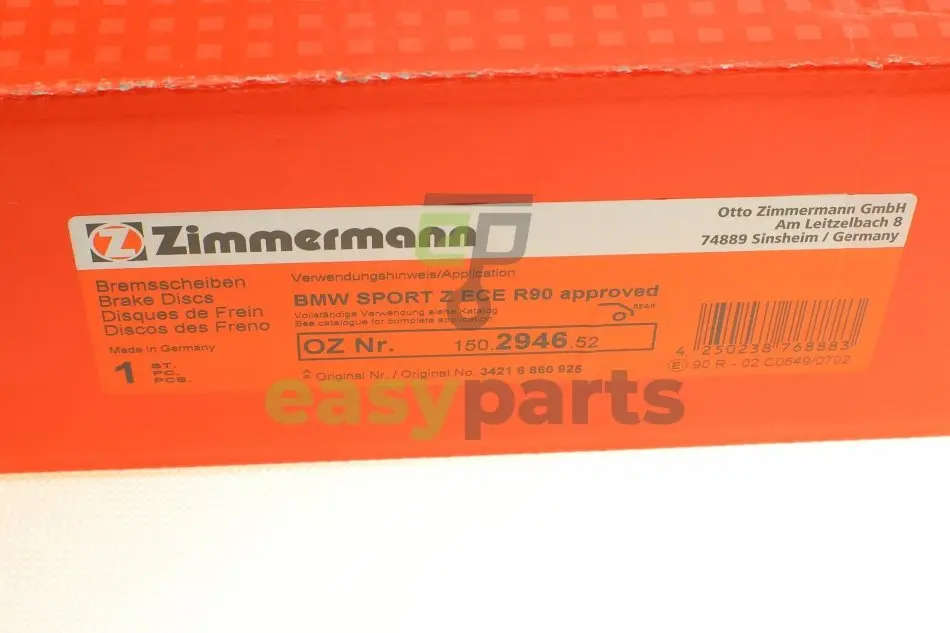 Zimmermann
Otto Zimmermann GmbH
Am Leitzelbach 8
74889 Sinsheim / Germany
Bremsscheiben
Brake Discs
Disques de Frein
Discos des Freno
Made in Germany
1 ST.
PC.
PCS.
Verwendungshinweis/Application
BMW SPORT Z ECE R90 approved
Vollständige Verwendung siehe Katalog
See catalogue for complete application
REAR
OZ Nr. 150.2946.52
Original Nr. / Original No. 3421 6 860 925
4 250238 768883
E 90 R - 02 C0549/0702
easyparts